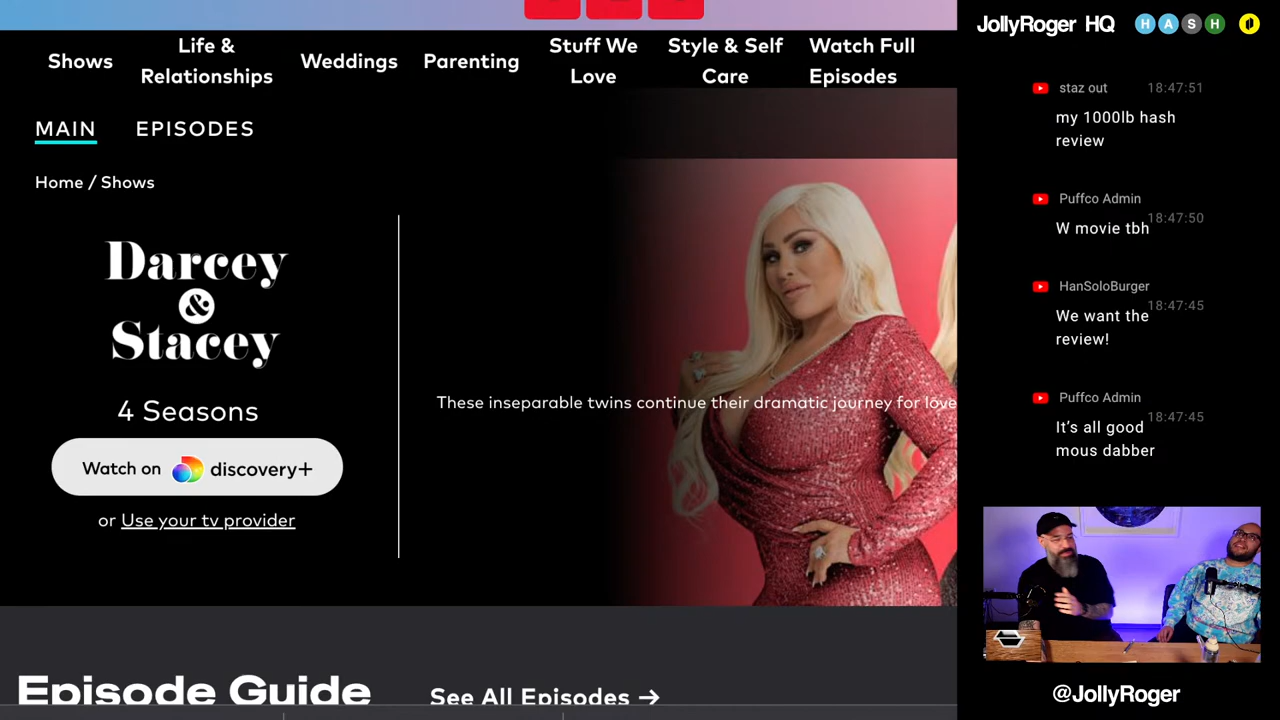 Shows
Life &
Relationships
Weddings
Parenting
Stuff We
Love
Style & Self
Care
Watch Full
Episodes
MAIN
EPISODES
Home / Shows
Darcey
&
Stacey
4 Seasons
Watch on discovery+
or Use your tv provider
These inseparable twins continue their dramatic journey for love
Episode Guide
See All Episodes →
JollyRoger HQ
H A S H
staz out 18:47:51
my 1000lb hash
review
Puffco Admin
18:47:50
W movie tbh
HanSoloBurger
18:47:45
We want the
review!
Puffco Admin
18:47:45
It's all good
mous dabber
@JollyRoger